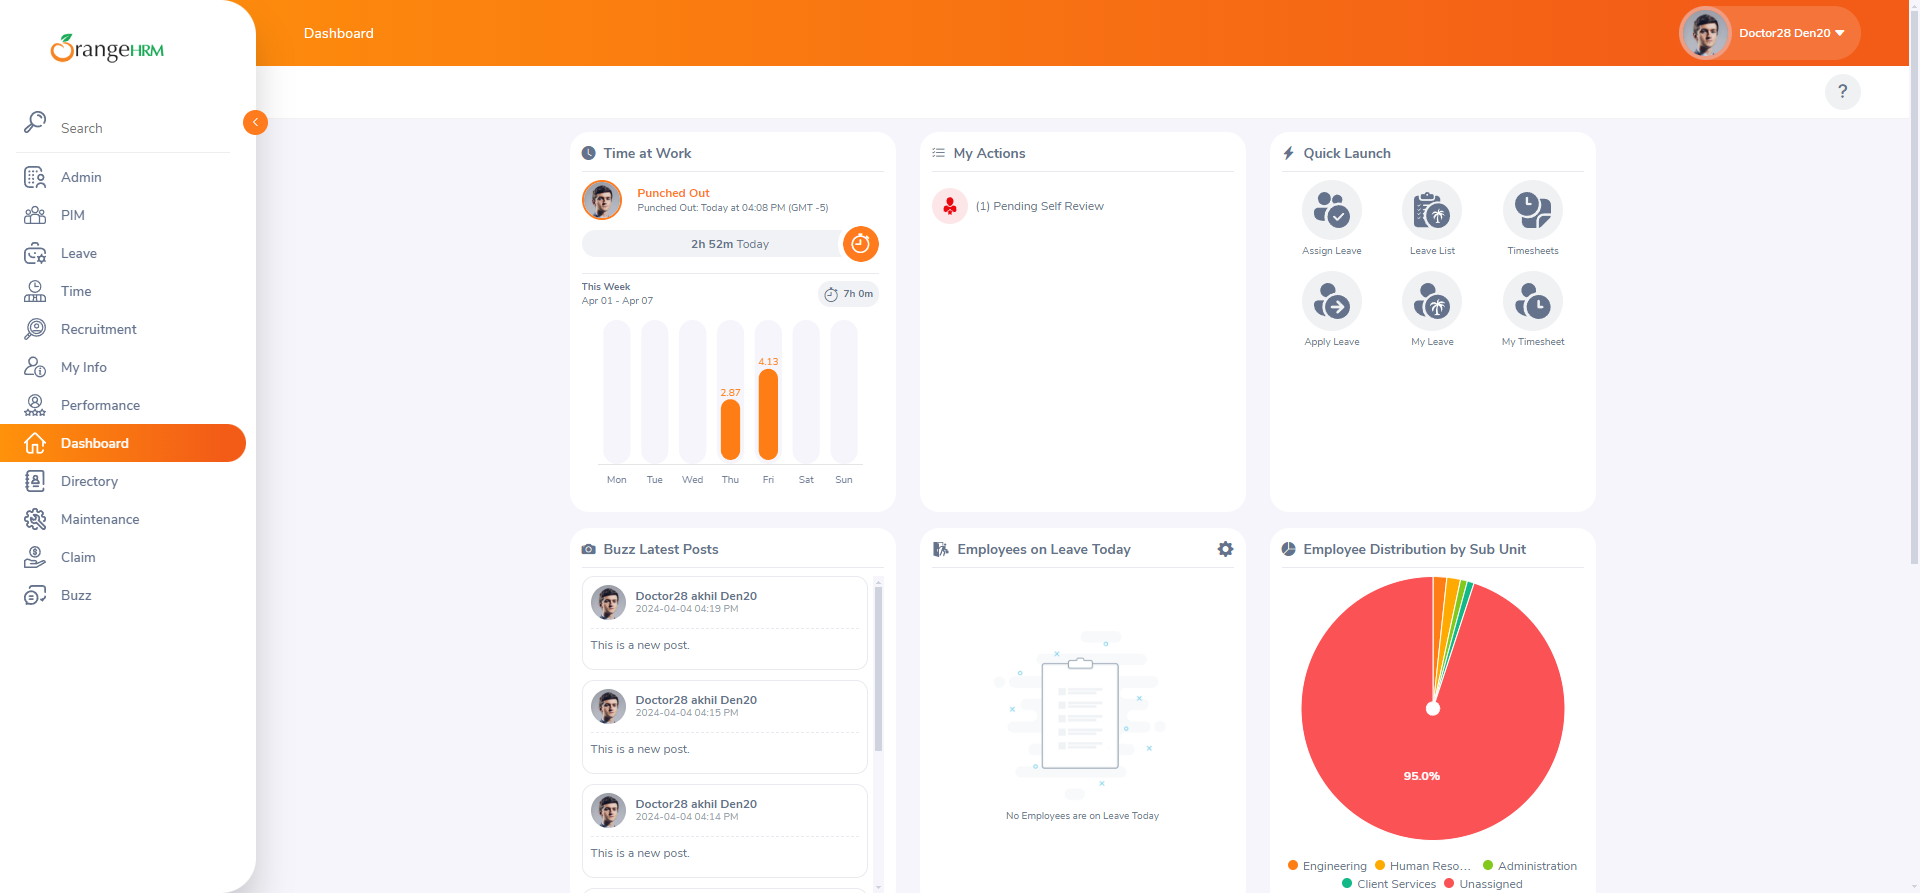 OrangeHRM
Search
Admin
PIM
Leave
Time
Recruitment
My Info
Performance
Dashboard
Directory
Maintenance
Claim
Buzz
Dashboard
Doctor28 Den20
?
Time at Work
Punched Out
Punched Out: Today at 04:08 PM (GMT -5)
2h 52m Today
This Week
Apr 01 - Apr 07
7h 0m
4.13
2.87
Mon Tue Wed Thu Fri Sat Sun
My Actions
(1) Pending Self Review
Quick Launch
Assign Leave
Leave List
Timesheets
Apply Leave
My Leave
My Timesheet
Buzz Latest Posts
Doctor28 akhil Den20
2024-04-04 04:19 PM
This is a new post.
Doctor28 akhil Den20
2024-04-04 04:15 PM
This is a new post.
Doctor28 akhil Den20
2024-04-04 04:14 PM
This is a new post.
Employees on Leave Today
No Employees are on Leave Today
Employee Distribution by Sub Unit
95.0%
Engineering Human Reso... Administration
Client Services Unassigned